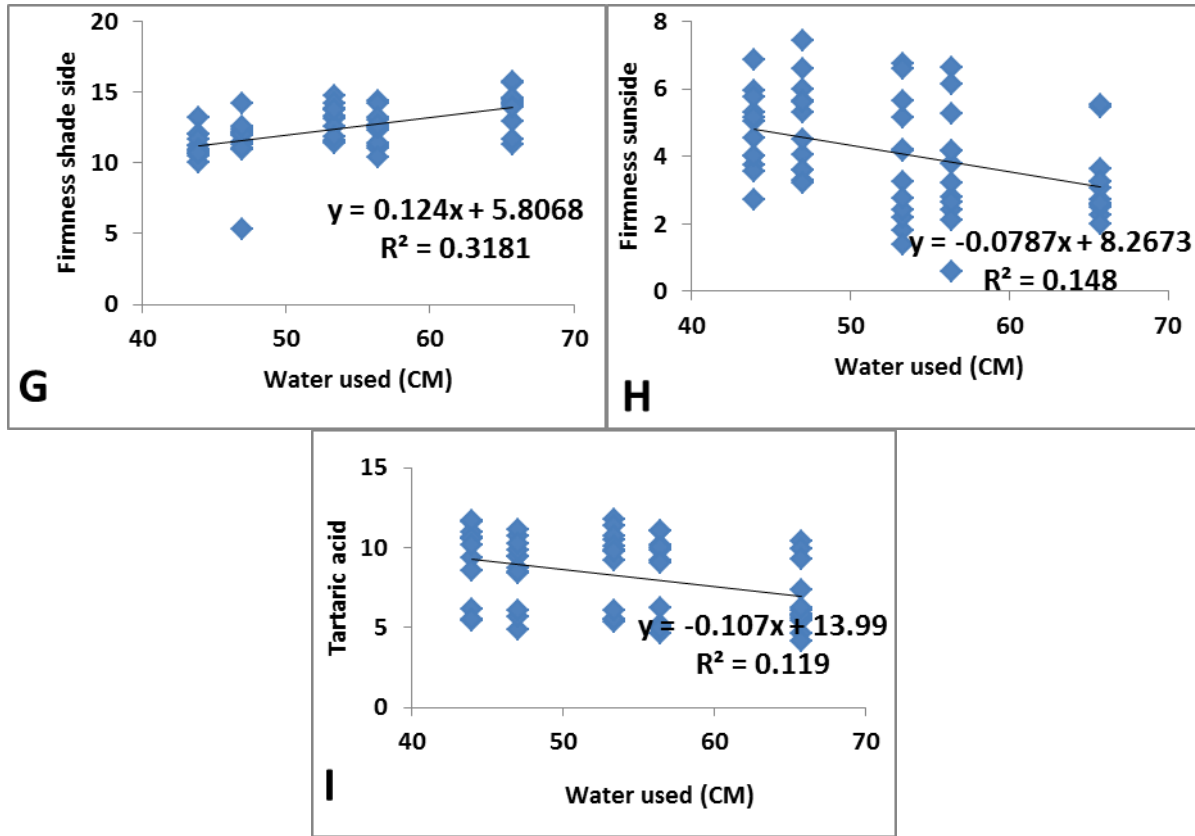 20
15
10
5
0
Firmness shade side
y = 0.124x + 5.8068
R² = 0.3181
40 50 60 70
Water used (CM)
G
8
6
4
2
0
Firmness sunside
y = -0.0787x + 8.2673
R² = 0.148
40 50 60 70
Water used (CM)
H
15
10
5
0
Tartaric acid
y = -0.107x + 13.99
R² = 0.119
40 50 60 70
Water used (CM)
I